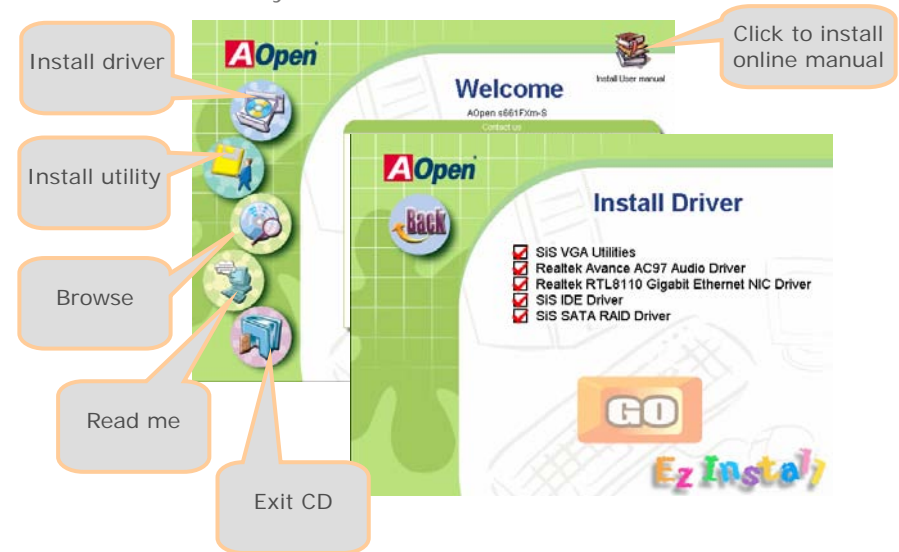 Install driver
Install utility
Browse
Read me
Exit CD
Click to install
online manual
AOpen
Install User manual
Welcome
AOpen s661FXm-S
Contact us
AOpen
Back
Install Driver
SiS VGA Utilities
Realtek Avance AC97 Audio Driver
Realtek RTL8110 Gigabit Ethernet NIC Driver
SiS IDE Driver
SiS SATA RAID Driver
GO
Ez Install